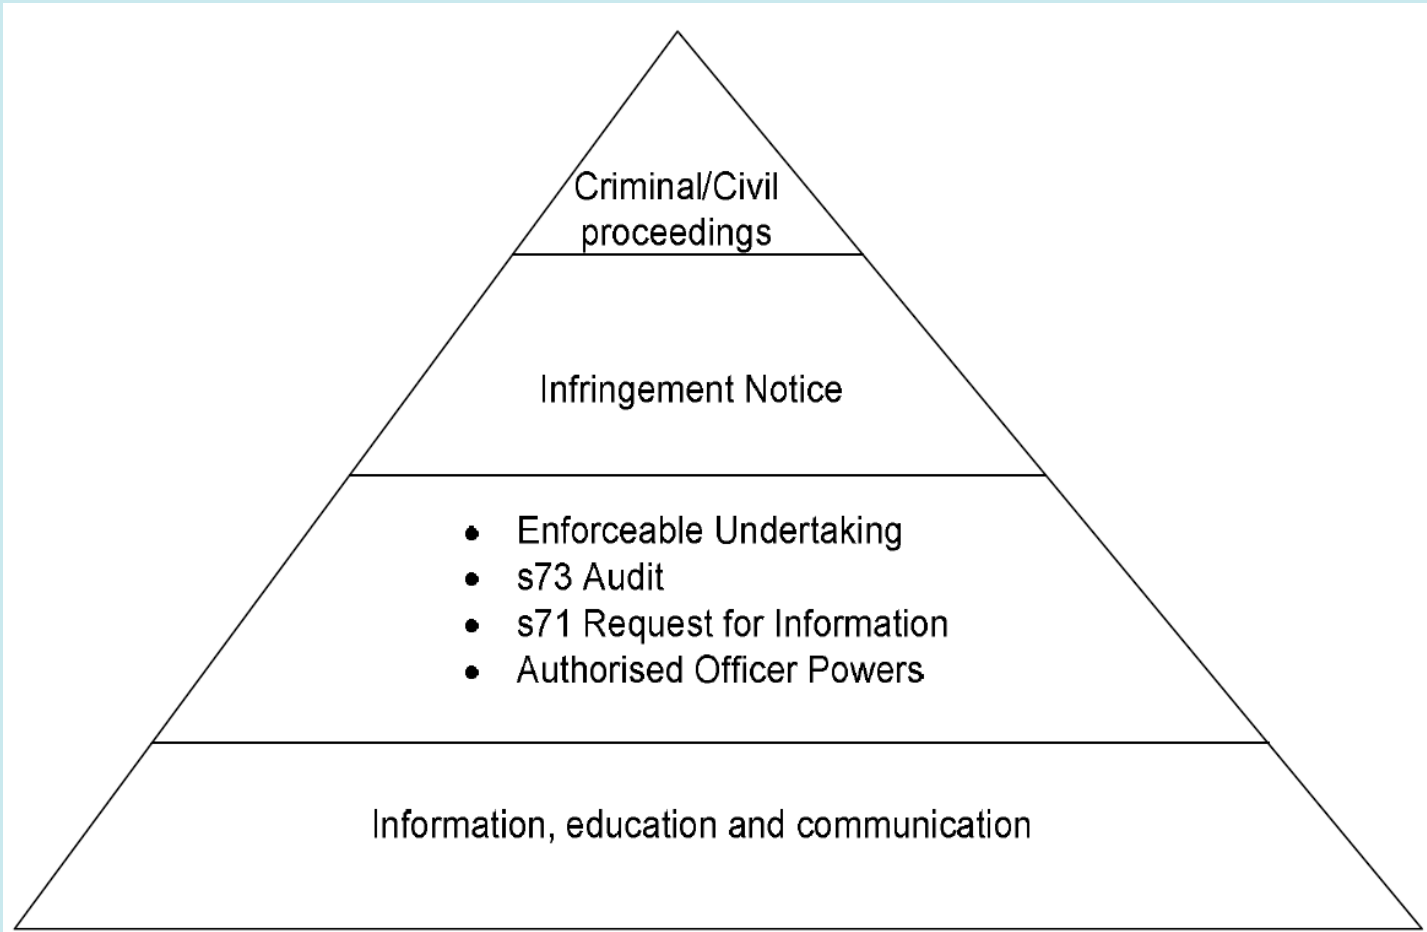 Criminal/Civil
proceedings
Infringement Notice
• Enforceable Undertaking
• s73 Audit
• s71 Request for Information
• Authorised Officer Powers
Information, education and communication